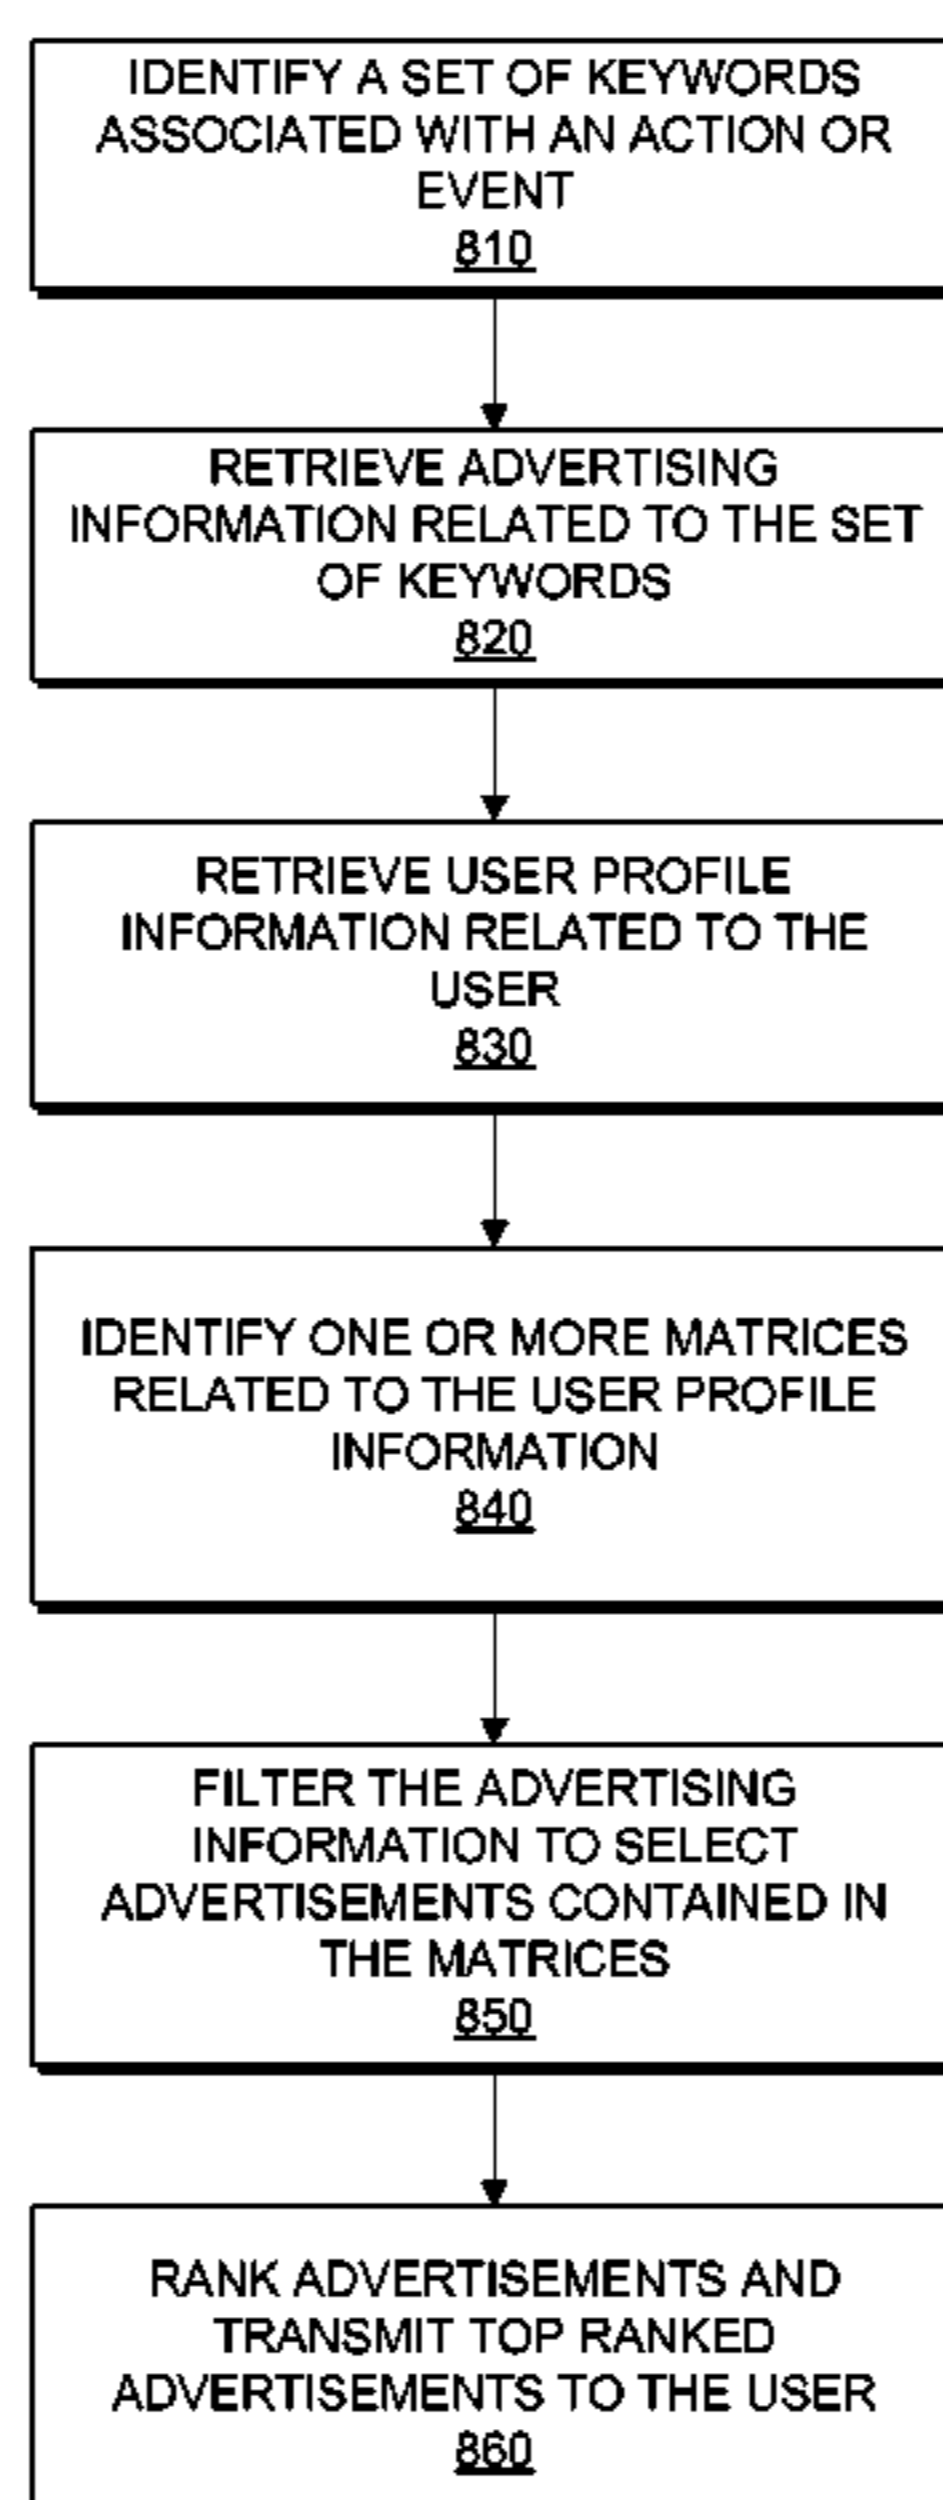 IDENTIFY A SET OF KEYWORDS
ASSOCIATED WITH AN ACTION OR
EVENT
810
RETRIEVE ADVERTISING
INFORMATION RELATED TO THE SET
OF KEYWORDS
820
RETRIEVE USER PROFILE
INFORMATION RELATED TO THE
USER
830
IDENTIFY ONE OR MORE MATRICES
RELATED TO THE USER PROFILE
INFORMATION
840
FILTER THE ADVERTISING
INFORMATION TO SELECT
ADVERTISEMENTS CONTAINED IN
THE MATRICES
850
RANK ADVERTISEMENTS AND
TRANSMIT TOP RANKED
ADVERTISEMENTS TO THE USER
860